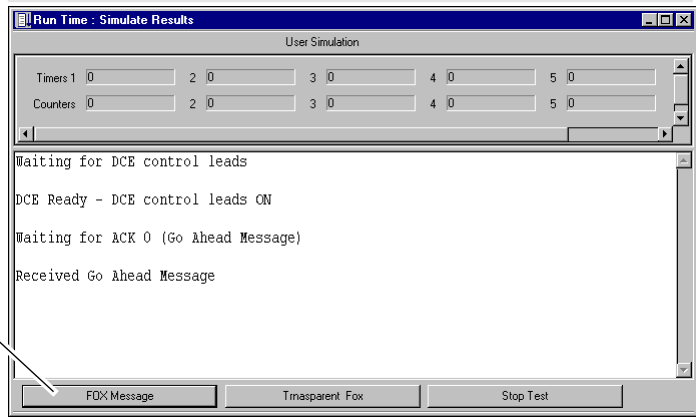 Run Time : Simulate Results
User Simulation
Timers 1 0 2 0 3 0 4 0 5 0
Counters 0 2 0 3 0 4 0 5 0
Waiting for DCE control leads
DCE Ready - DCE control leads ON
Waiting for ACK 0 (Go Ahead Message)
Received Go Ahead Message
FOX Message Trnasparent Fox Stop Test